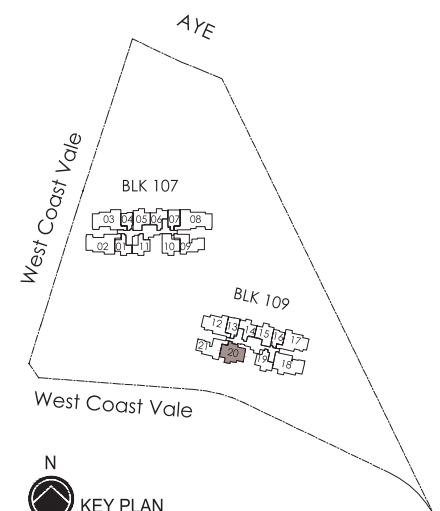 AYE
West Coast Vale
BLK 107
03 04 05 06 07 08
02 01 11 10 09
BLK 109
12 13 14 15 16 17
21 20 19 18
West Coast Vale
N
KEY PLAN